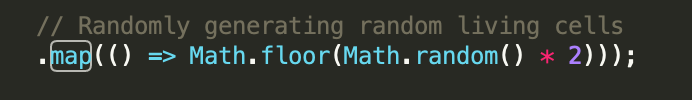 // Randomly generating random living cells
.map(() => Math.floor(Math.random() * 2)));